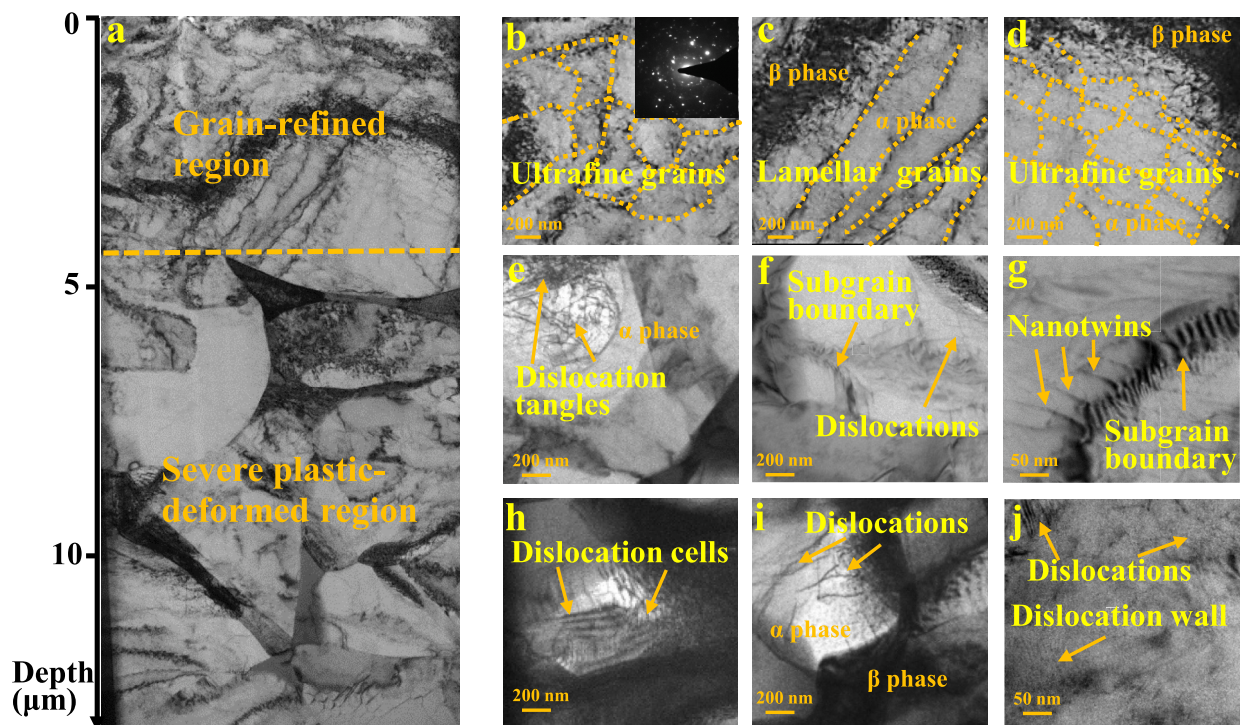 0
a
Grain-refined
region
5
Severe plastic-
deformed region
10
Depth
(μm)
b
Ultrafine grains
200 nm
c
β phase
α phase
Lamellar grains
200 nm
d
β phase
Ultrafine grains
α phase
200 nm
e
α phase
Dislocation
tangles
200 nm
f
Subgrain
boundary
Dislocations
200 nm
g
Nanotwins
Subgrain
boundary
50 nm
h
Dislocation cells
200 nm
i
Dislocations
α phase
β phase
200 nm
j
Dislocations
Dislocation wall
50 nm